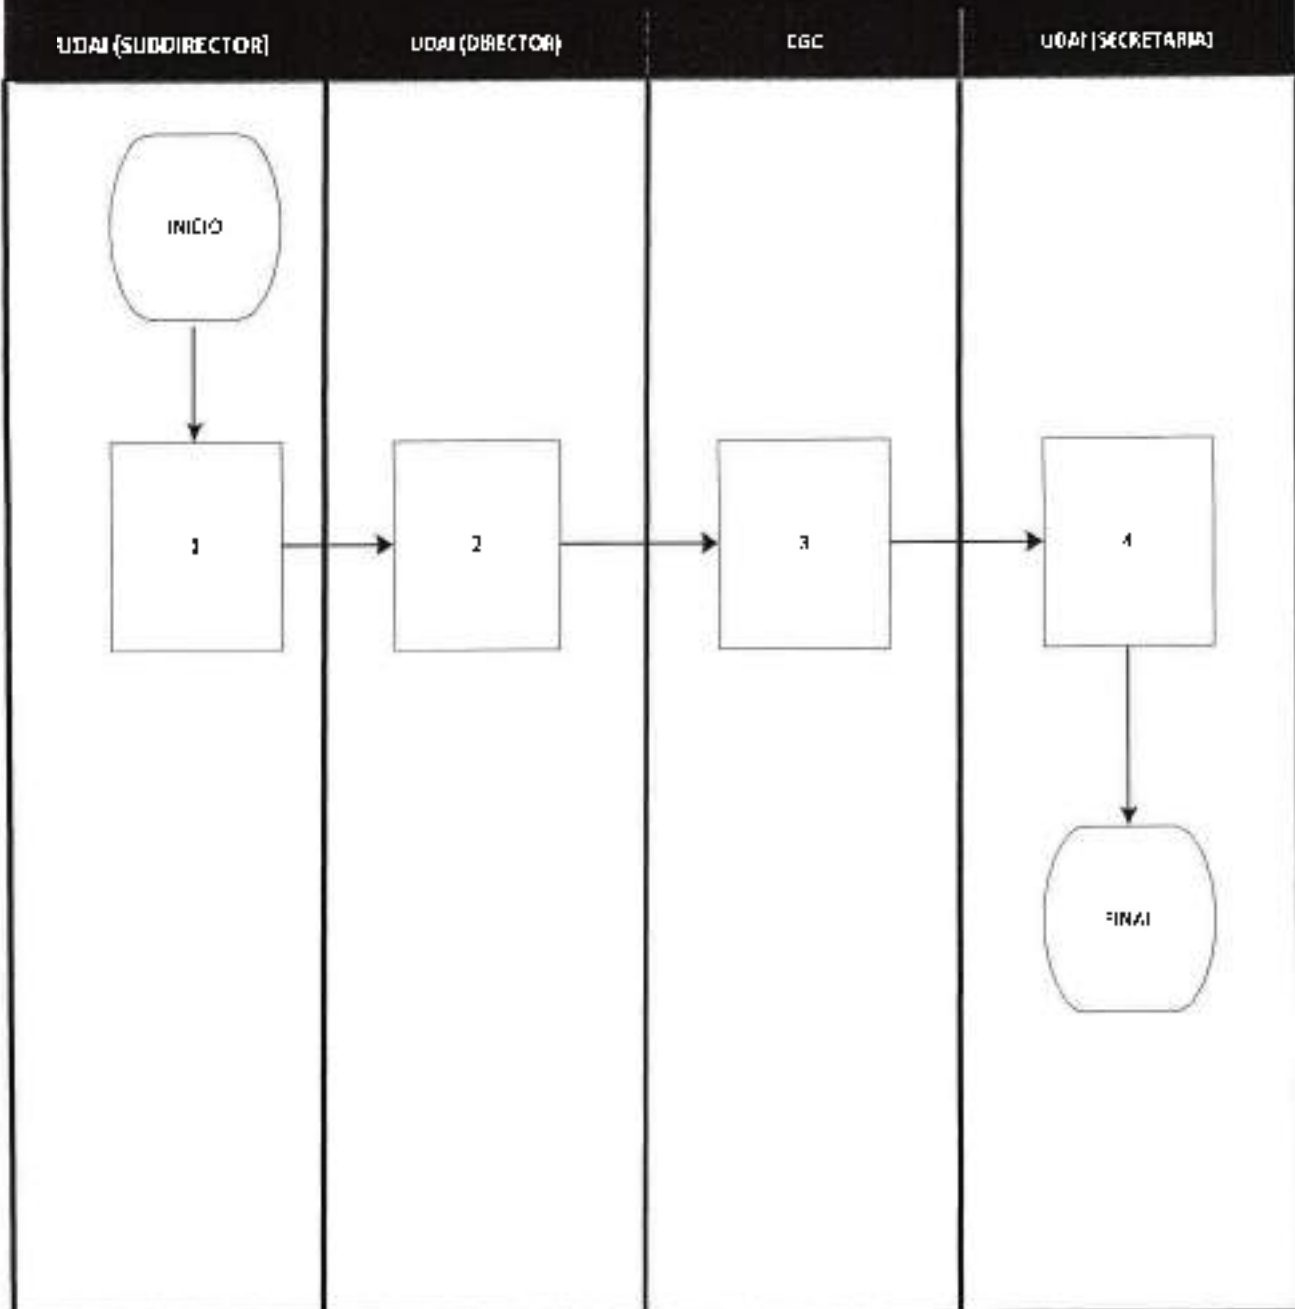 UDAI (SUBDIRECTOR)
UDAI (DIRECTOR)
CGC
UDAI (SECRETARIA)
INICIO
1
2
3
4
FINAL